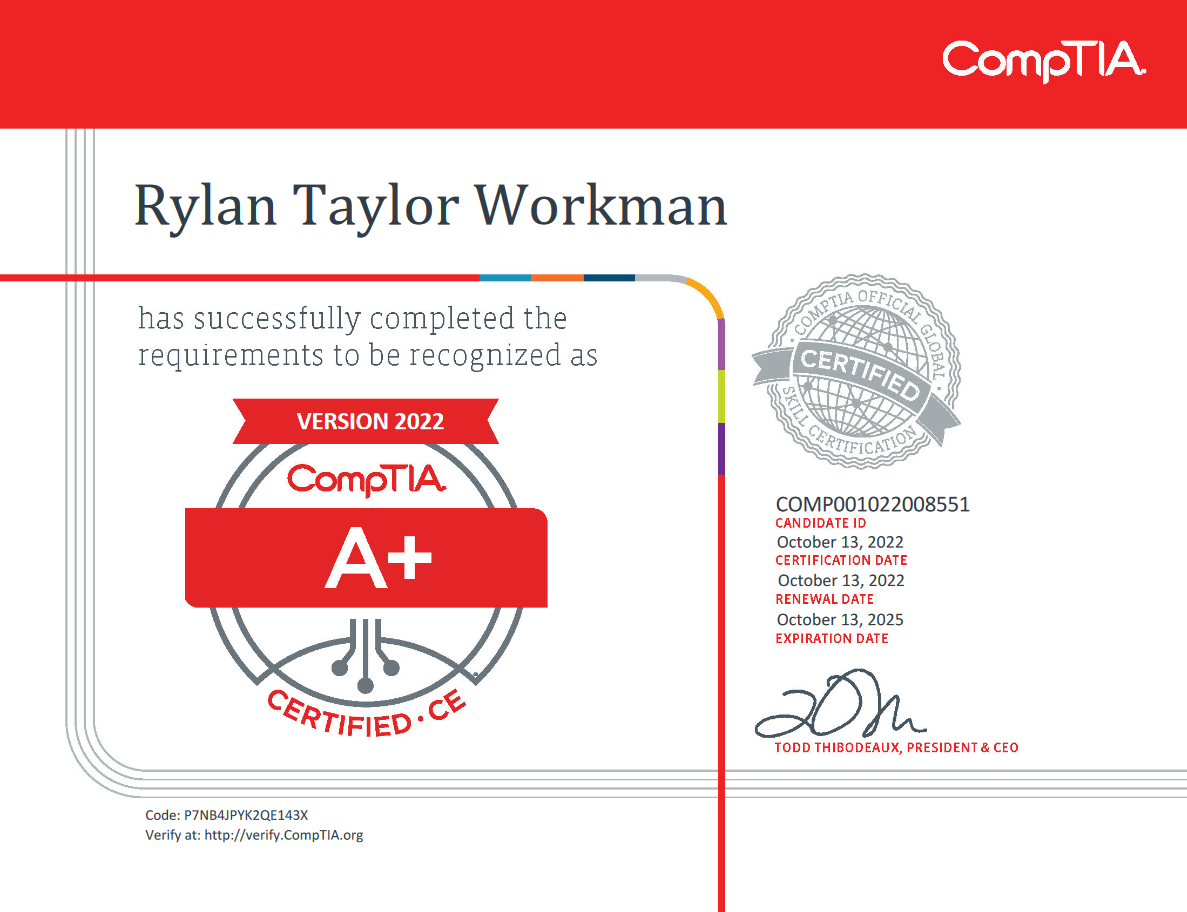 CompTIA.
Rylan Taylor Workman
has successfully completed the
requirements to be recognized as
VERSION 2022
CompTIA.
A+
CERTIFIED · CE
· COMPTIA OFFICIAL GLOBAL ·
CERTIFIED
SKILL CERTIFICATION
COMP001022008551
CANDIDATE ID
October 13, 2022
CERTIFICATION DATE
October 13, 2022
RENEWAL DATE
October 13, 2025
EXPIRATION DATE
TODD THIBODEAUX, PRESIDENT & CEO
Code: P7NB4JPYK2QE143X
Verify at: http://verify.CompTIA.org